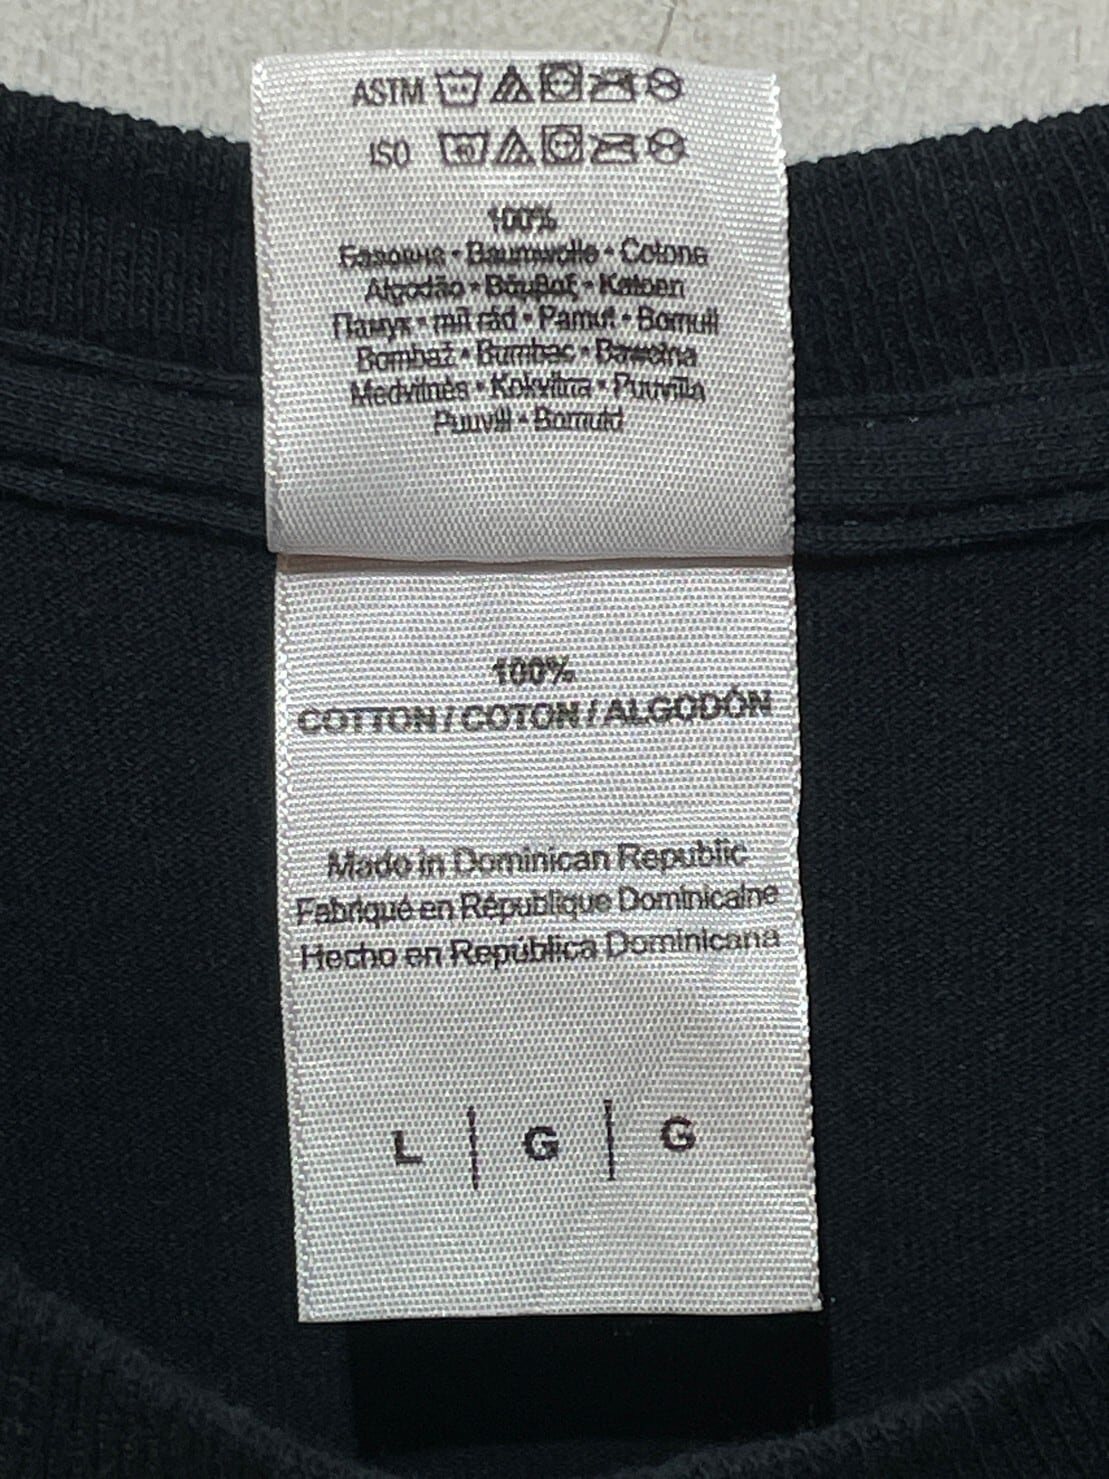 ASTM
ISO
100%
Бавовна • Baumwolle • Cotone
Algodão • Βάμβαξ • Katoen
Памук • mil rád • Pamut • Bomull
Bombaž • Bumbac • Bawełna
Medvilnės • Kokvilna • Puuvilla
Puuvill • Bomuld
100%
COTTON / COTON / ALGODÓN
Made in Dominican Republic
Fabriqué en République Dominicaine
Hecho en República Dominicana
L | G | G